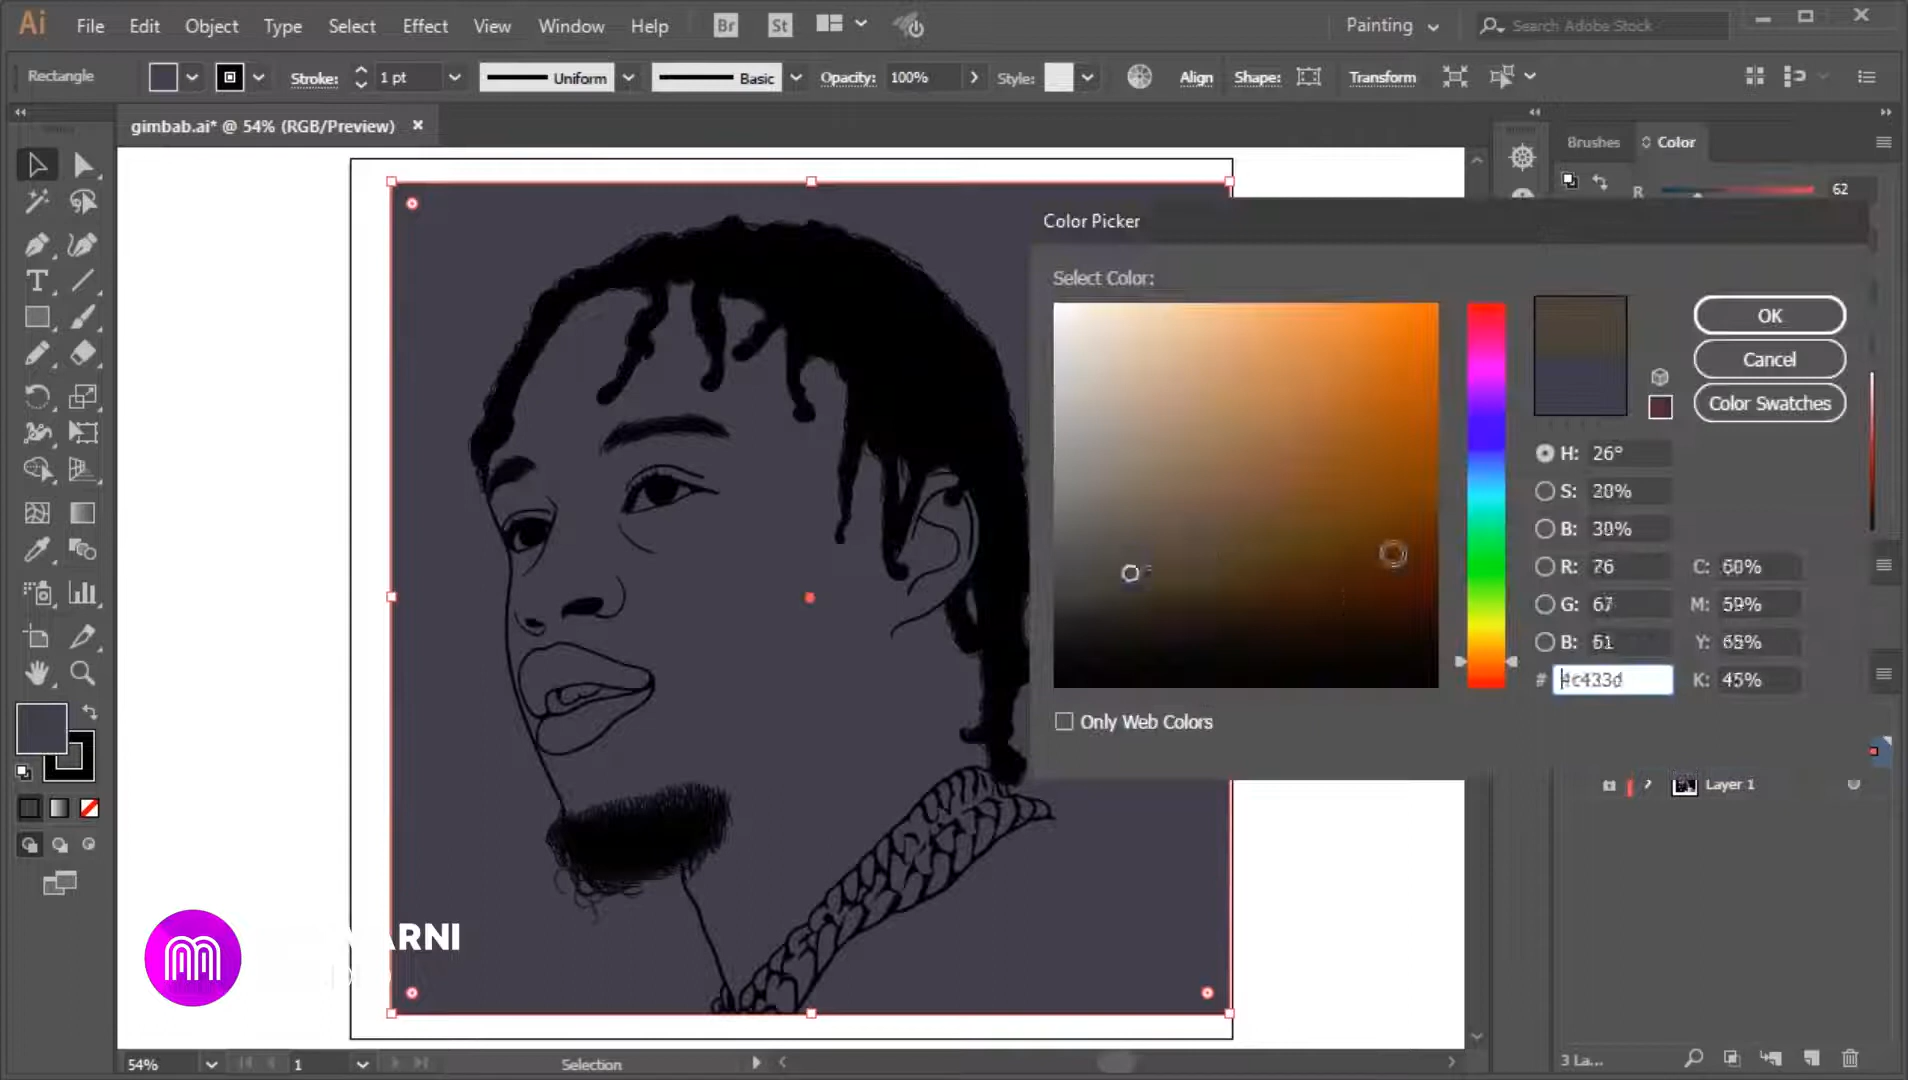 Ai File Edit Object Type Select Effect View Window Help Br St Painting Search Adobe Stock
Rectangle Stroke: 1 pt Uniform Basic Opacity: 100% Style: Align Shape: Transform
gimbab.ai* @ 54% (RGB/Preview) ×
Brushes Color
R 62
Color Picker
Select Color:
OK
Cancel
Color Swatches
H: 26°
S: 20%
B: 30%
R: 76 C: 60%
G: 67 M: 59%
B: 61 Y: 65%
# 4c433d K: 45%
Only Web Colors
Layer 1
ARNI
54% 1 Selection 3 La...